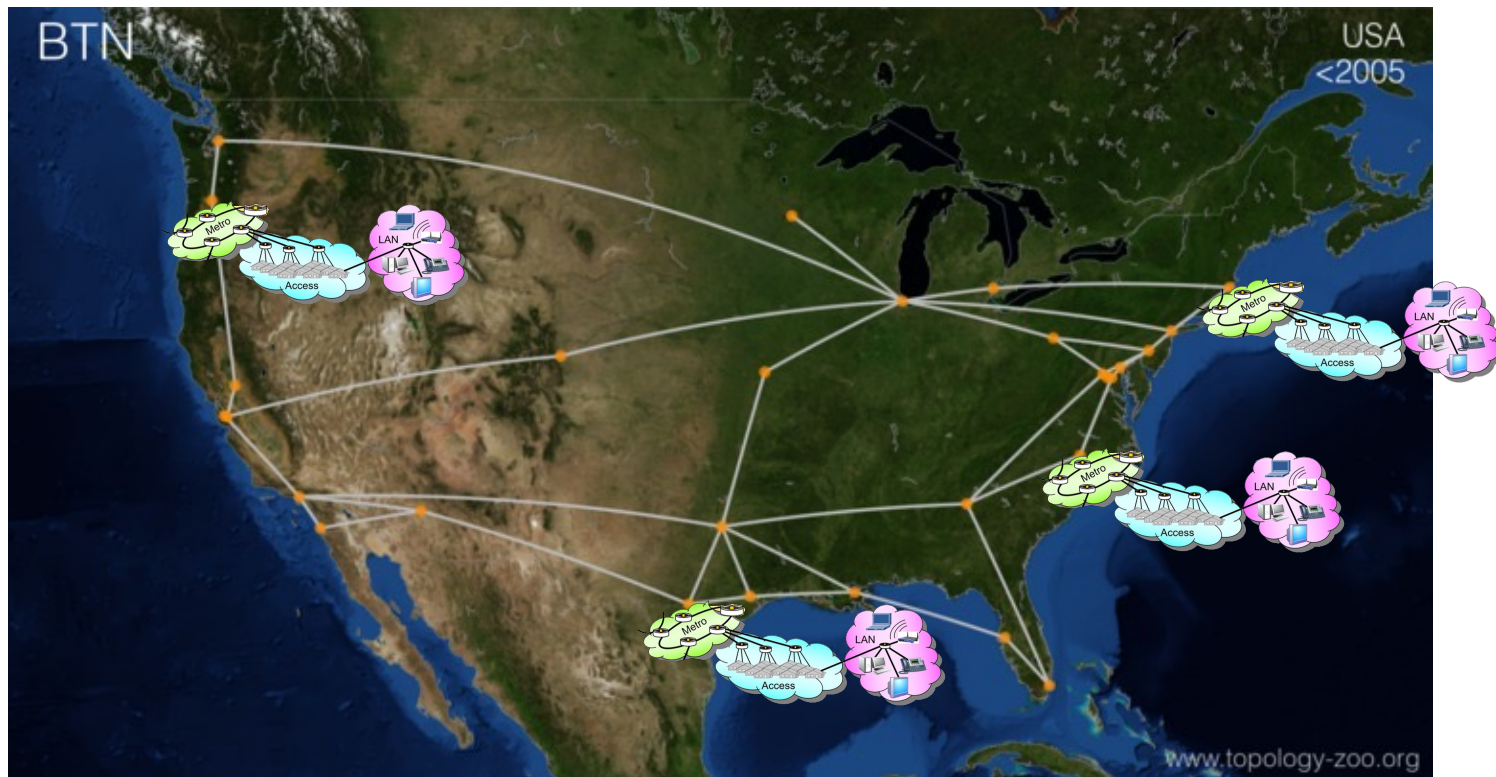 BTN
USA
<2005
Metro
LAN
Access
Metro
LAN
Access
Metro
LAN
Access
Metro
LAN
Access
www.topology-zoo.org